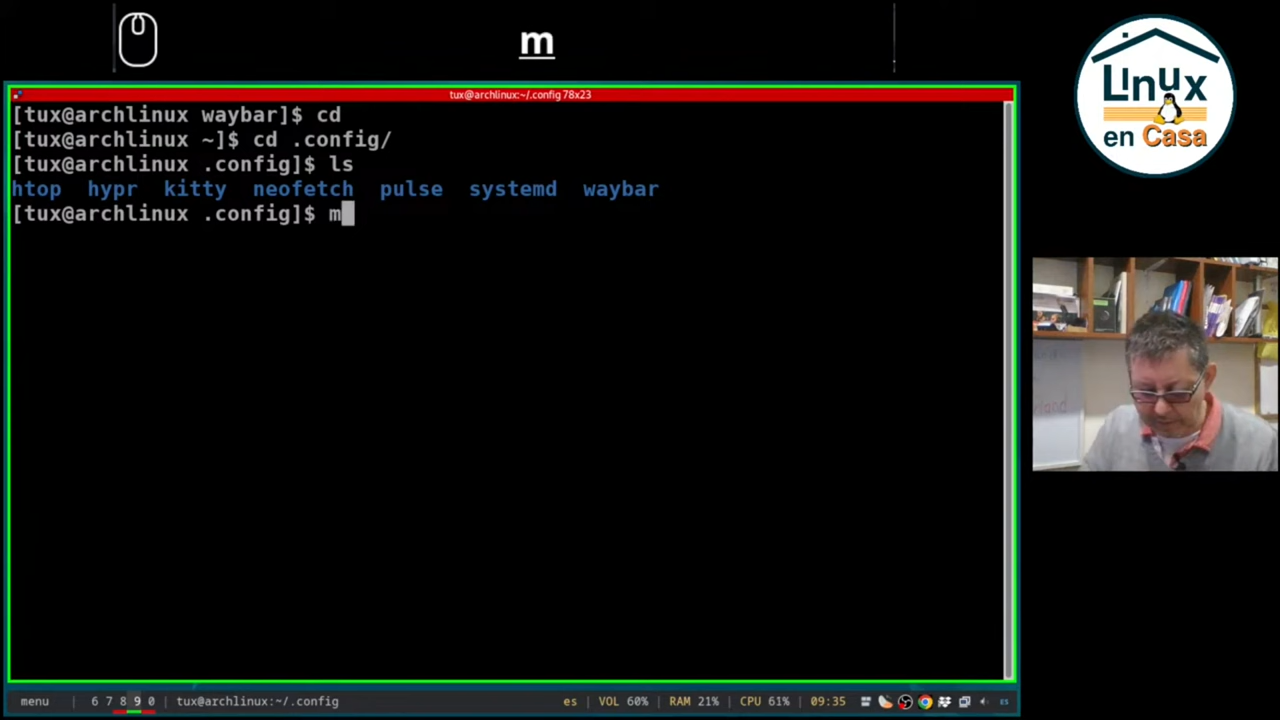 m
LInux
en Casa
tux@archlinux:~/.config 78x23
[tux@archlinux waybar]$ cd
[tux@archlinux ~]$ cd .config/
[tux@archlinux .config]$ ls
htop hypr kitty neofetch pulse systemd waybar
[tux@archlinux .config]$ m
menu | 6 7 8 9 0 | tux@archlinux:~/.config es | VOL 60% | RAM 21% | CPU 61% | 09:35 ES